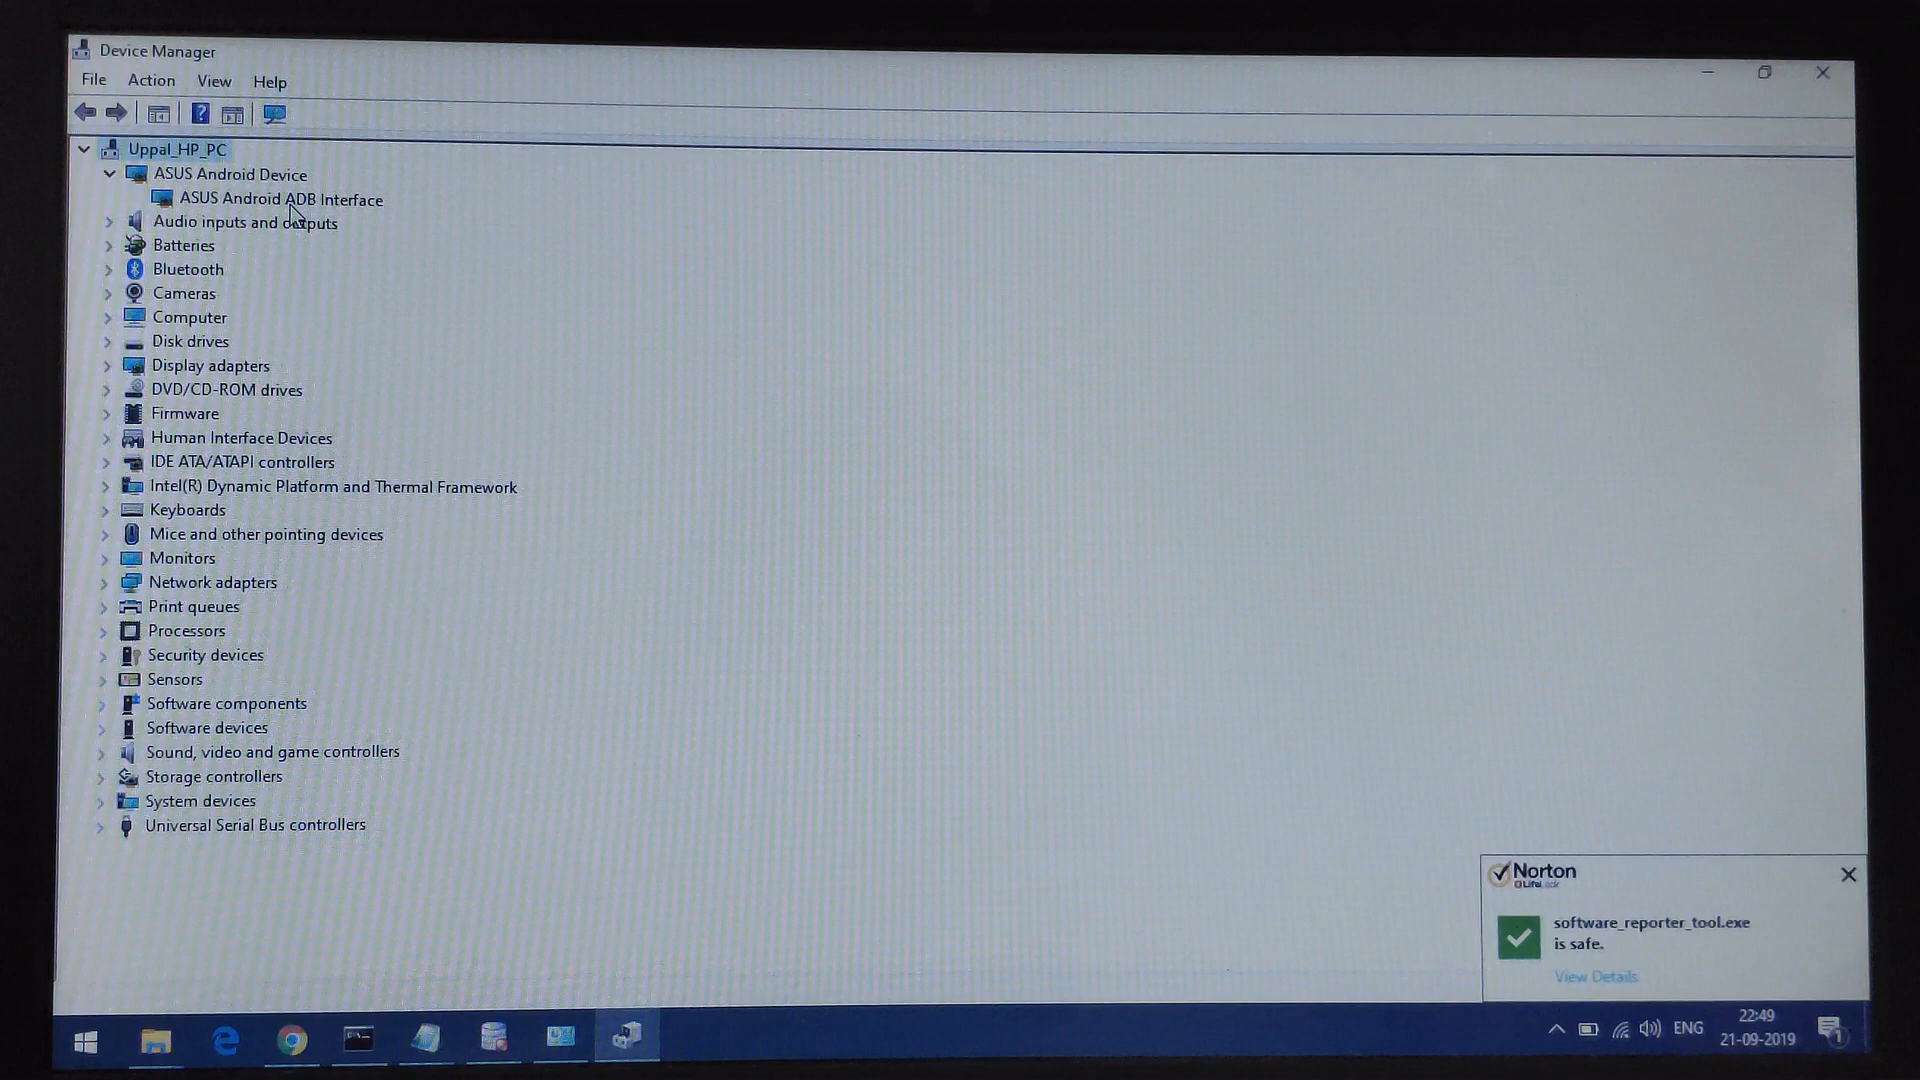 Device Manager
File Action View Help
Uppal_HP_PC
ASUS Android Device
ASUS Android ADB Interface
Audio inputs and outputs
Batteries
Bluetooth
Cameras
Computer
Disk drives
Display adapters
DVD/CD-ROM drives
Firmware
Human Interface Devices
IDE ATA/ATAPI controllers
Intel(R) Dynamic Platform and Thermal Framework
Keyboards
Mice and other pointing devices
Monitors
Network adapters
Print queues
Processors
Security devices
Sensors
Software components
Software devices
Sound, video and game controllers
Storage controllers
System devices
Universal Serial Bus controllers
Norton
LifeLock
software_reporter_tool.exe
is safe.
View Details
ENG
22:49
21-09-2019
1